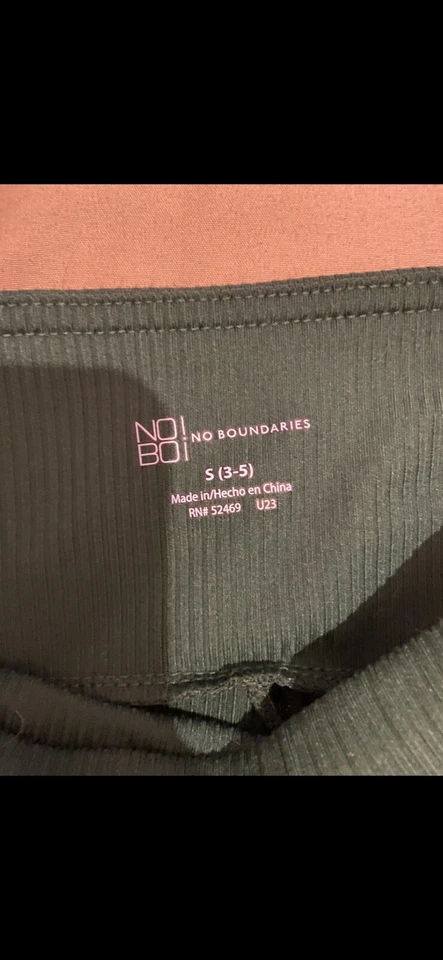 NO!
BO¡
NO BOUNDARIES
S (3-5)
Made in/Hecho en China
RN# 52469 U23